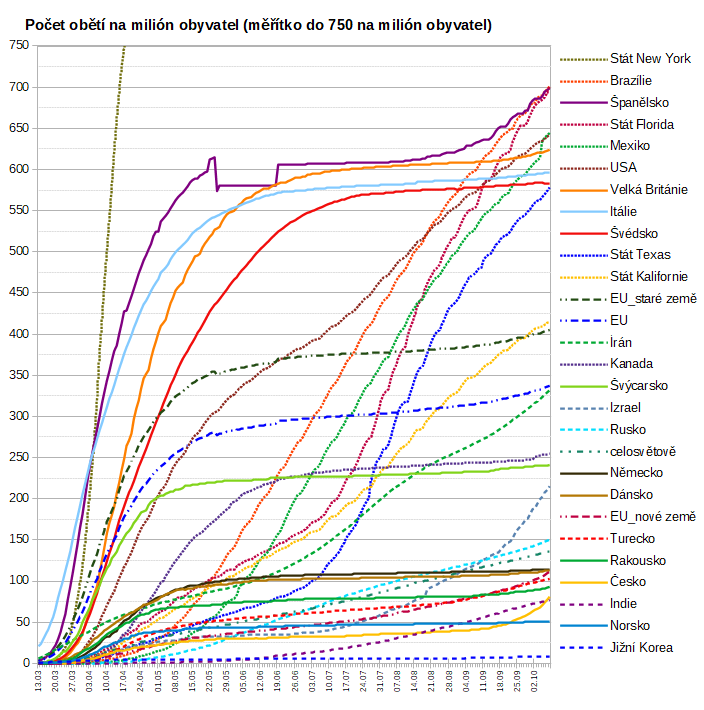 Počet obětí na milión obyvatel (měřítko do 750 na milión obyvatel)
750
700
650
600
550
500
450
400
350
300
250
200
150
100
50
0
13.03
20.03
27.03
03.04
10.04
17.04
24.04
01.05
08.05
15.05
22.05
29.05
05.06
12.06
19.06
26.06
03.07
10.07
17.07
24.07
31.07
07.08
14.08
21.08
28.08
04.09
11.09
18.09
25.09
02.10
Stát New York
Brazílie
Španělsko
Stát Florida
Mexiko
USA
Velká Británie
Itálie
Švédsko
Stát Texas
Stát Kalifornie
EU_staré země
EU
Írán
Kanada
Švýcarsko
Izrael
Rusko
celosvětově
Německo
Dánsko
EU_nové země
Turecko
Rakousko
Česko
Indie
Norsko
Jižní Korea